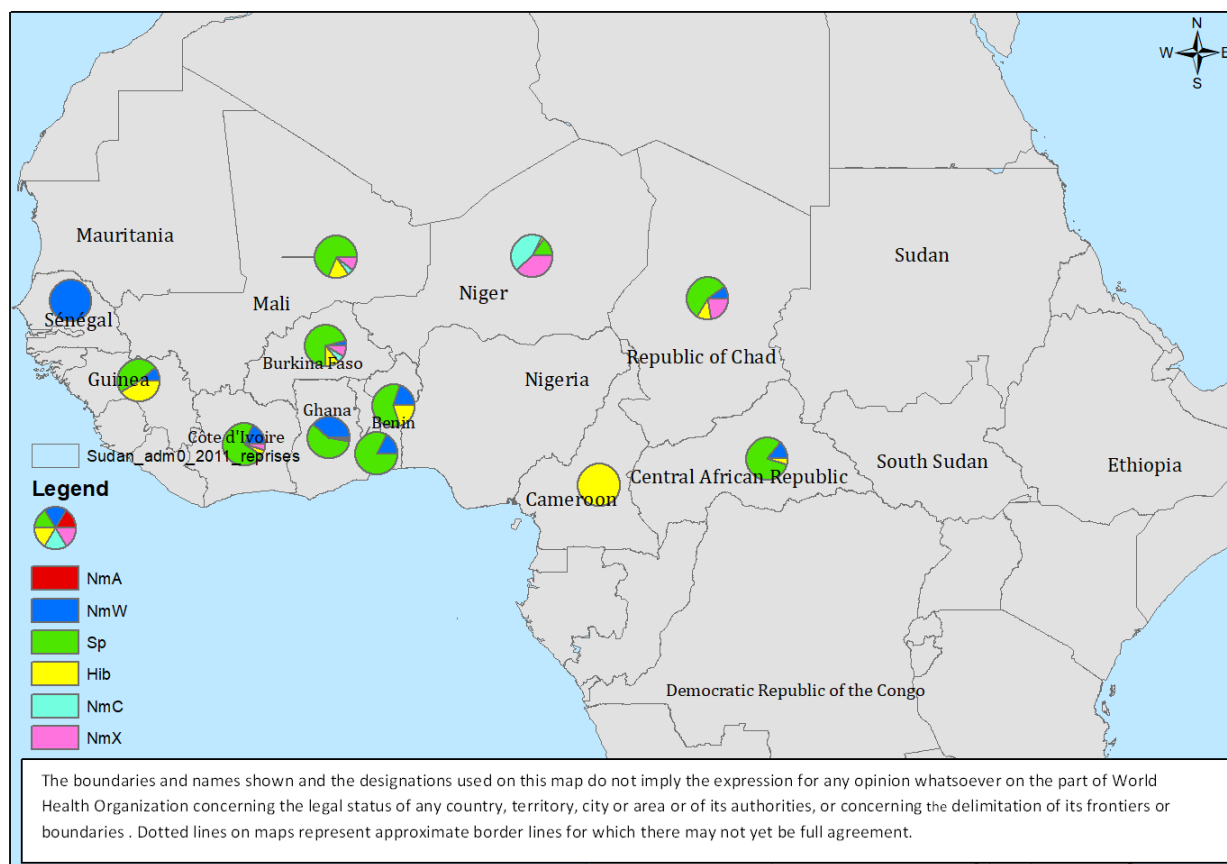 N
W E
S
Mauritania
Sudan
Niger
Mali
Sénégal
Republic of Chad
Burkina Faso
Nigeria
Guinea
Ghana
Benin
Côte d'Ivoire
Sudan_adm0_2011_reprises
South Sudan
Ethiopia
Central African Republic
Cameroon
Legend
NmA
NmW
Sp
Hib
NmC
NmX
Democratic Republic of the Congo
The boundaries and names shown and the designations used on this map do not imply the expression for any opinion whatsoever on the part of World
Health Organization concerning the legal status of any country, territory, city or area or of its authorities, or concerning the delimitation of its frontiers or
boundaries . Dotted lines on maps represent approximate border lines for which there may not yet be full agreement.